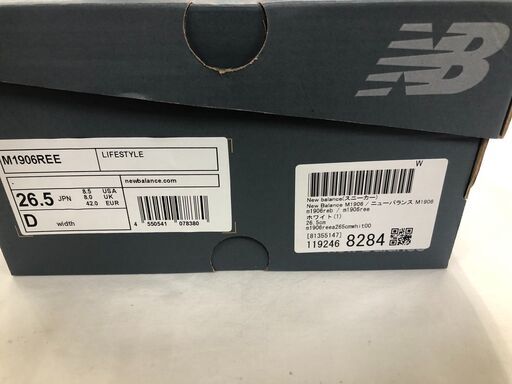 NB
M1906REE
LIFESTYLE
newbalance.com
26.5 JPN
8.5 USA
8.0 UK
42.0 EUR
D width
4 550541 078380
W
New balance(スニーカー)
New Balance M1906 / ニューバランス M1906
m1906reb / m1906ree
ホワイト(1)
26.5cm
m1906reea265cmwhit00
[81355147]
119246 8284